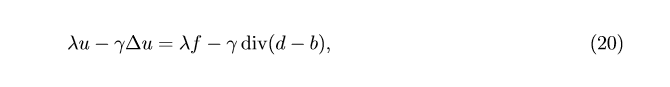 λu − γΔu = λf − γ div(d − b), (20)